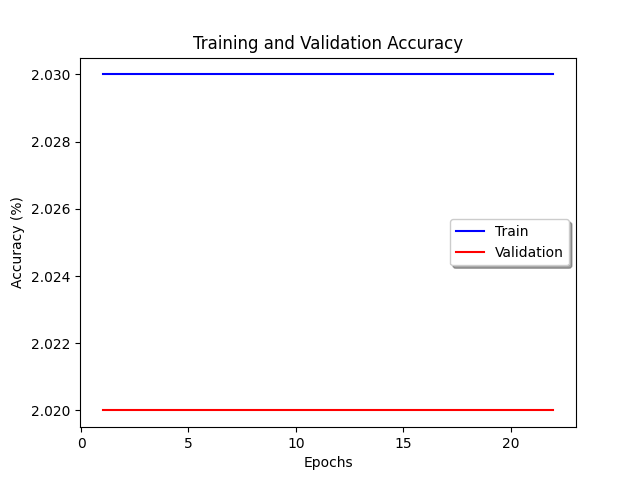 Training and Validation Accuracy
2.030
2.028
2.026
2.024
2.022
2.020
Accuracy (%)
Train
Validation
0
5
10
15
20
Epochs